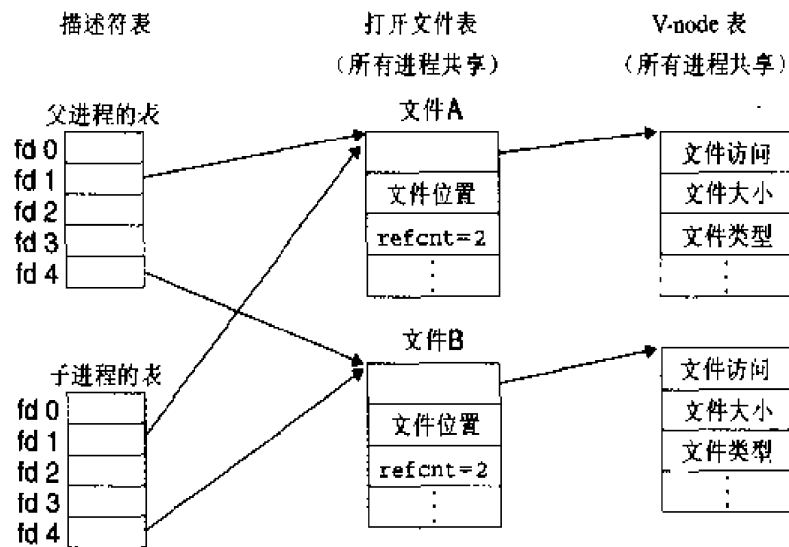 描述符表
打开文件表
(所有进程共享)
V-node 表
(所有进程共享)
父进程的表
fd 0
fd 1
fd 2
fd 3
fd 4
子进程的表
fd 0
fd 1
fd 2
fd 3
fd 4
文件A
文件位置
refcnt=2
文件B
文件位置
refcnt=2
文件访问
文件大小
文件类型
文件访问
文件大小
文件类型